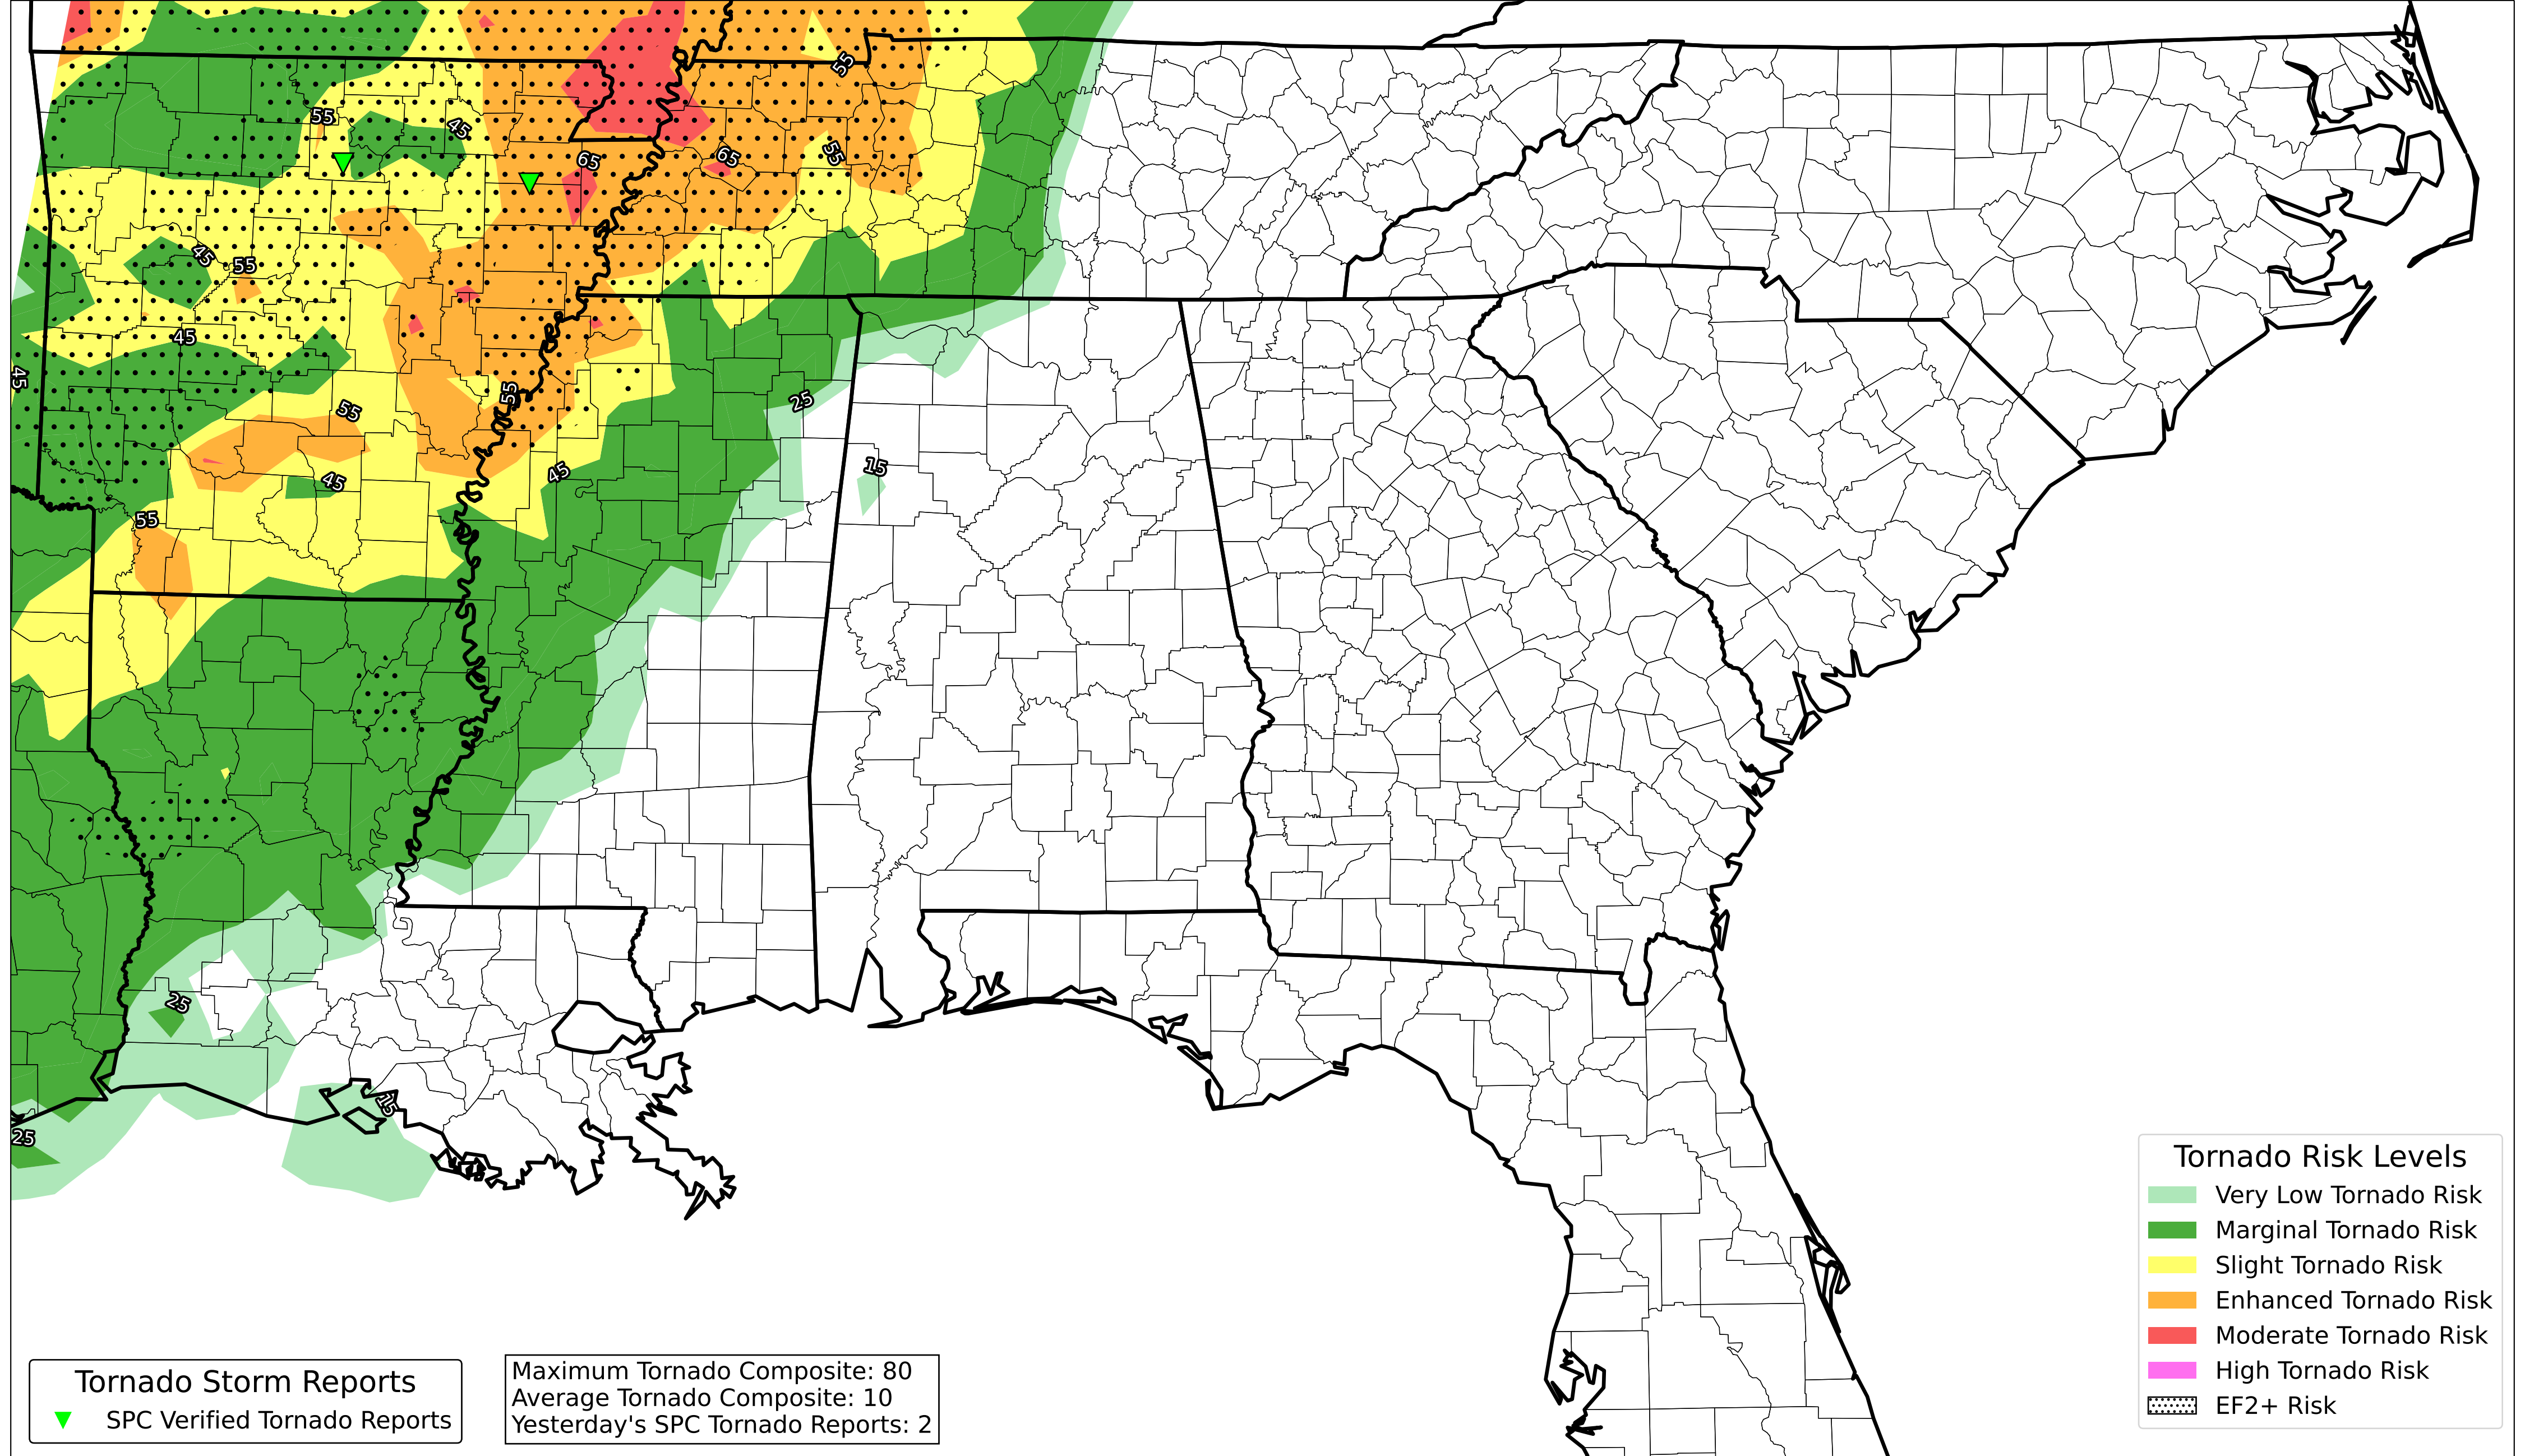 55
55
45
65
65
55
45
55
45
45
55
25
55
45
45
15
55
25
15
25
Tornado Risk Levels
Very Low Tornado Risk
Marginal Tornado Risk
Slight Tornado Risk
Enhanced Tornado Risk
Moderate Tornado Risk
High Tornado Risk
EF2+ Risk
Tornado Storm Reports
SPC Verified Tornado Reports
Maximum Tornado Composite: 80
Average Tornado Composite: 10
Yesterday's SPC Tornado Reports: 2